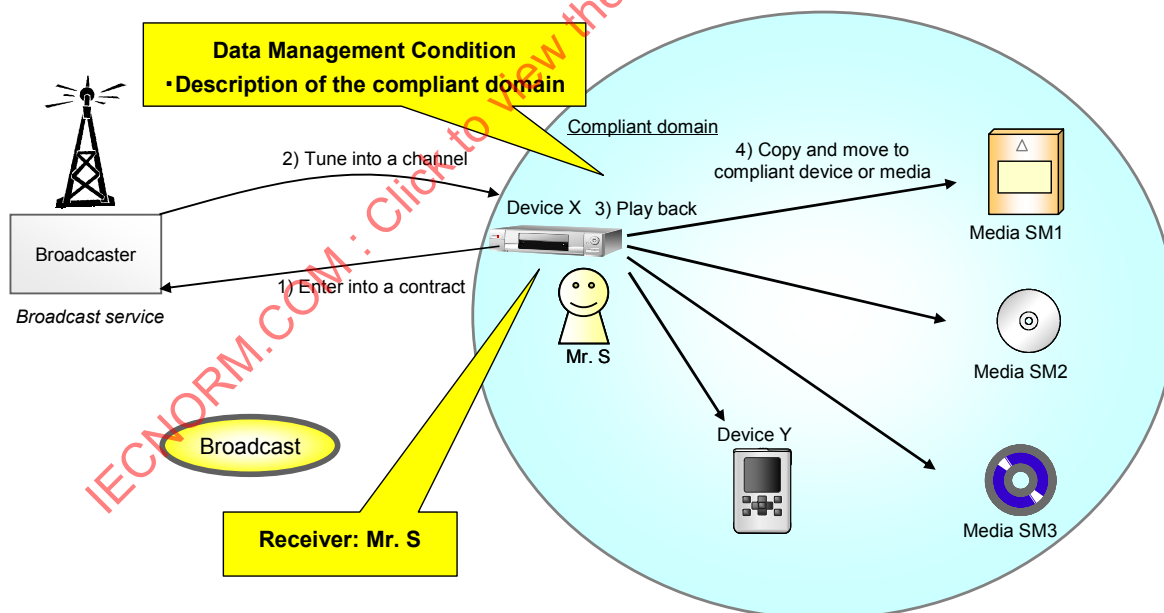 Data Management Condition
・Description of the compliant domain
Compliant domain
2) Tune into a channel
4) Copy and move to
compliant device or media
Device X
3) Play back
Media SM1
Broadcaster
1) Enter into a contract
Broadcast service
Mr. S
Media SM2
Broadcast
Device Y
Receiver: Mr. S
Media SM3
IECNORM.COM : Click to view the